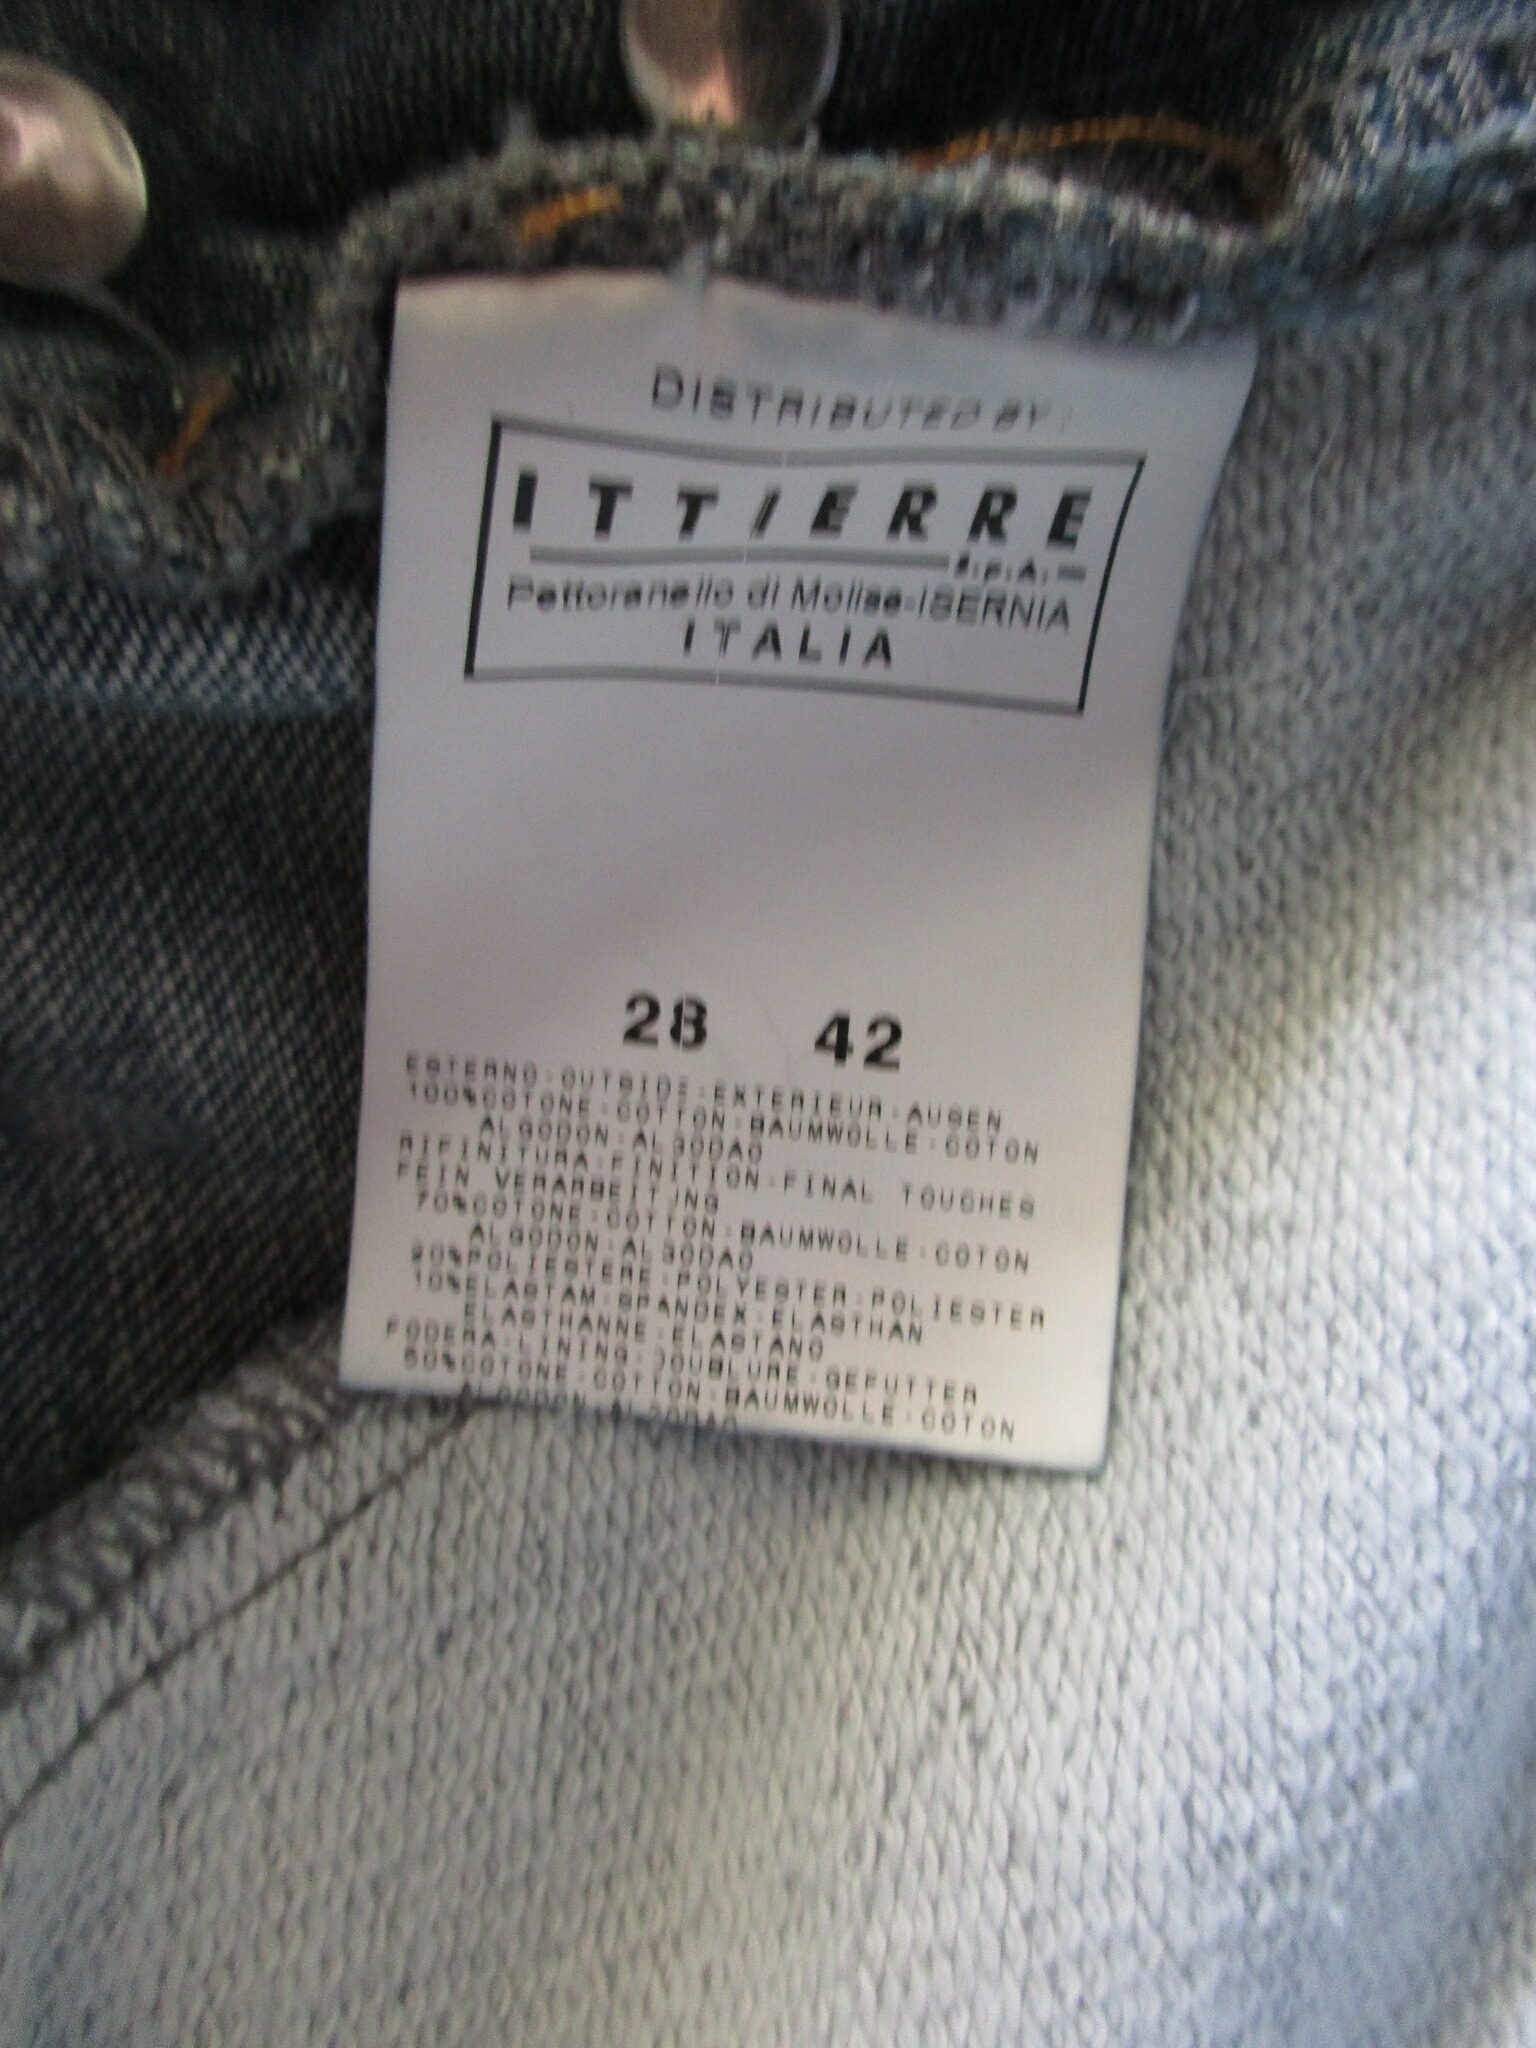 DISTRIBUTED BY:
ITTIERRE
S.p.A.
Pettoranello di Molise-ISERNIA
ITALIA
28 42
ESTERNO-OUTSIDE-EXTERIEUR-AUSEN
100%COTONE-COTTON-BAUMWOLLE-COTON
ALGODON-ALGODAO
RIFINITURA-FINITION-FINAL TOUCHES
FEIN VERARBEITUNG
70%COTONE-COTTON-BAUMWOLLE-COTON
ALGODON-ALGODAO
20%POLIESTERE-POLYESTER-POLIESTER
10%ELASTAM-SPANDEX-ELASTHAN
ELASTHANNE-ELASTANO
FODERA-LINING-DOUBLURE-GEFUTTER
COTONE-COTTON-BAUMWOLLE-COTON
ALGODON-ALGODAO